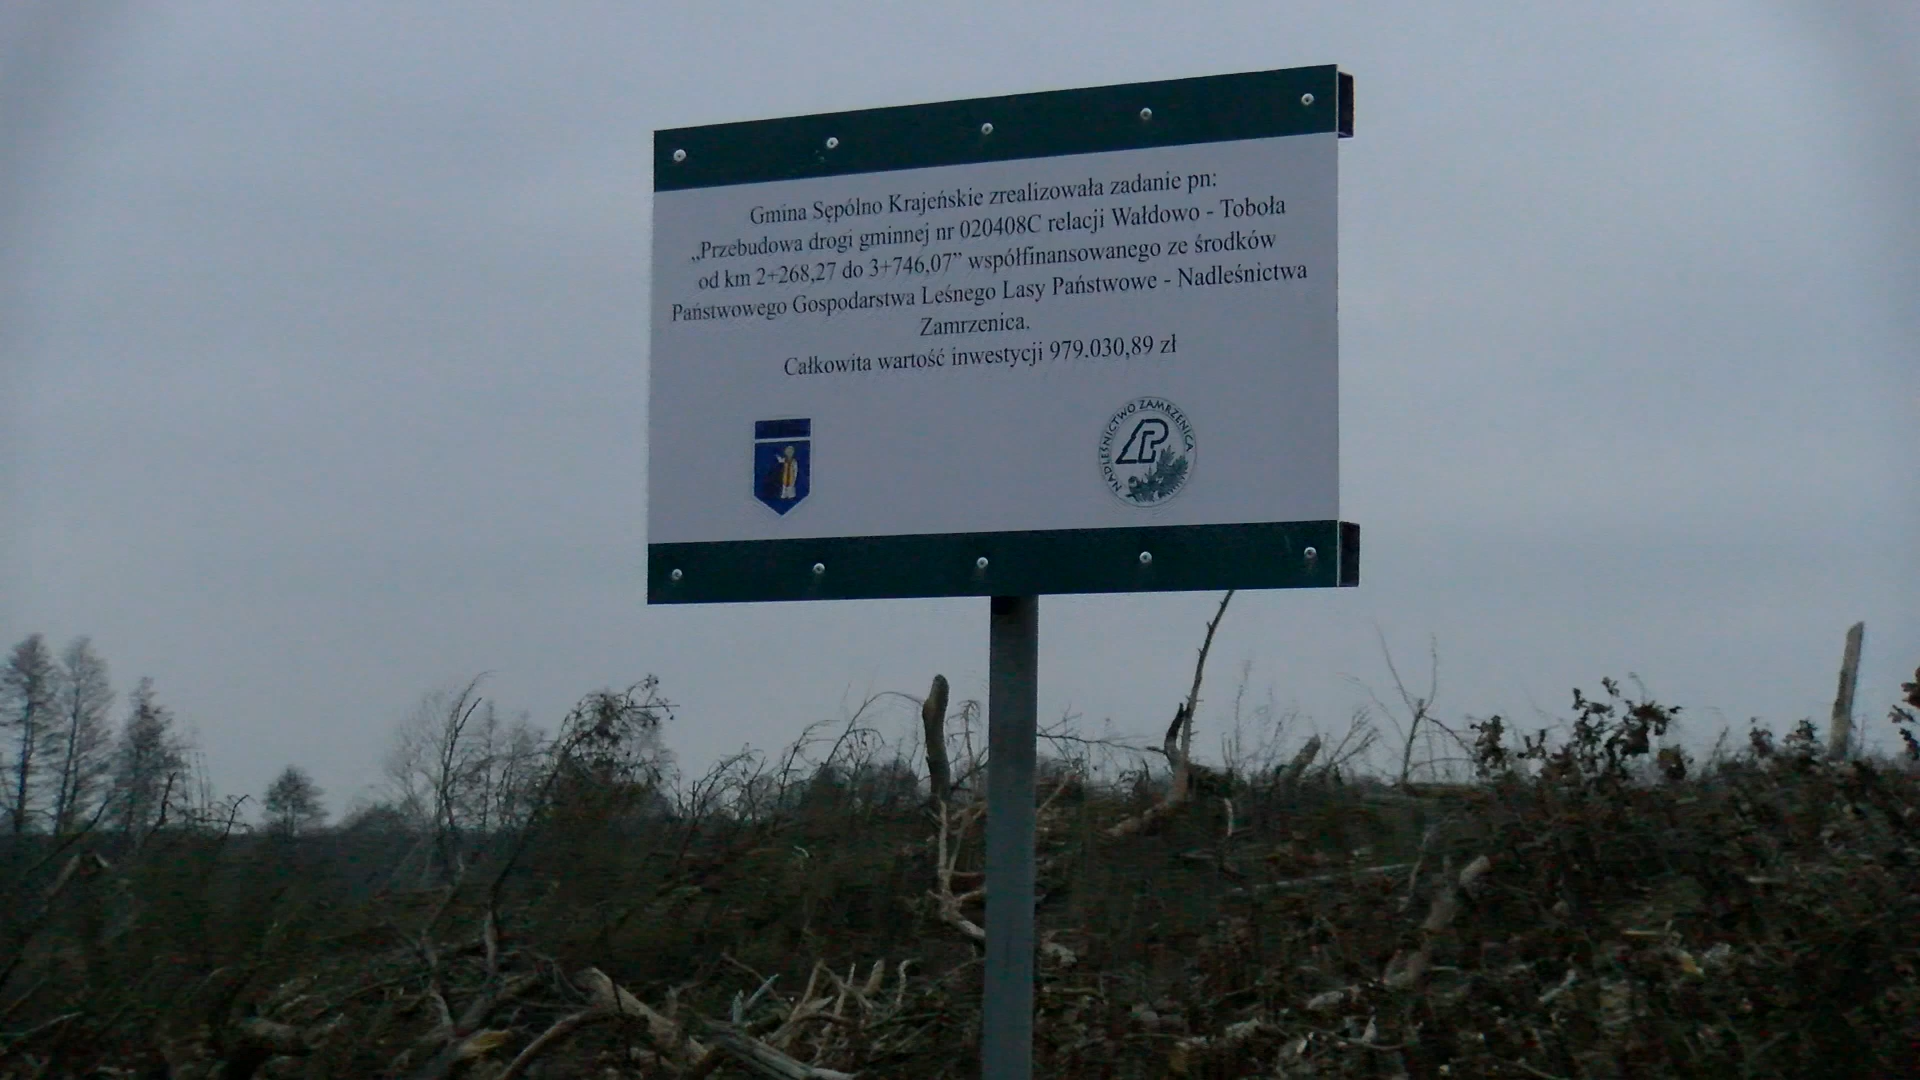 Gmina Sępólno Krajeńskie zrealizowała zadanie pn:
„Przebudowa drogi gminnej nr 020408C relacji Wałdowo - Toboła
od km 2+268,27 do 3+746,07” współfinansowanego ze środków
Państwowego Gospodarstwa Leśnego Lasy Państwowe - Nadleśnictwa
Zamrzenica.
Całkowita wartość inwestycji 979.030,89 zł
NADLEŚNICTWO ZAMRZENICA
LP